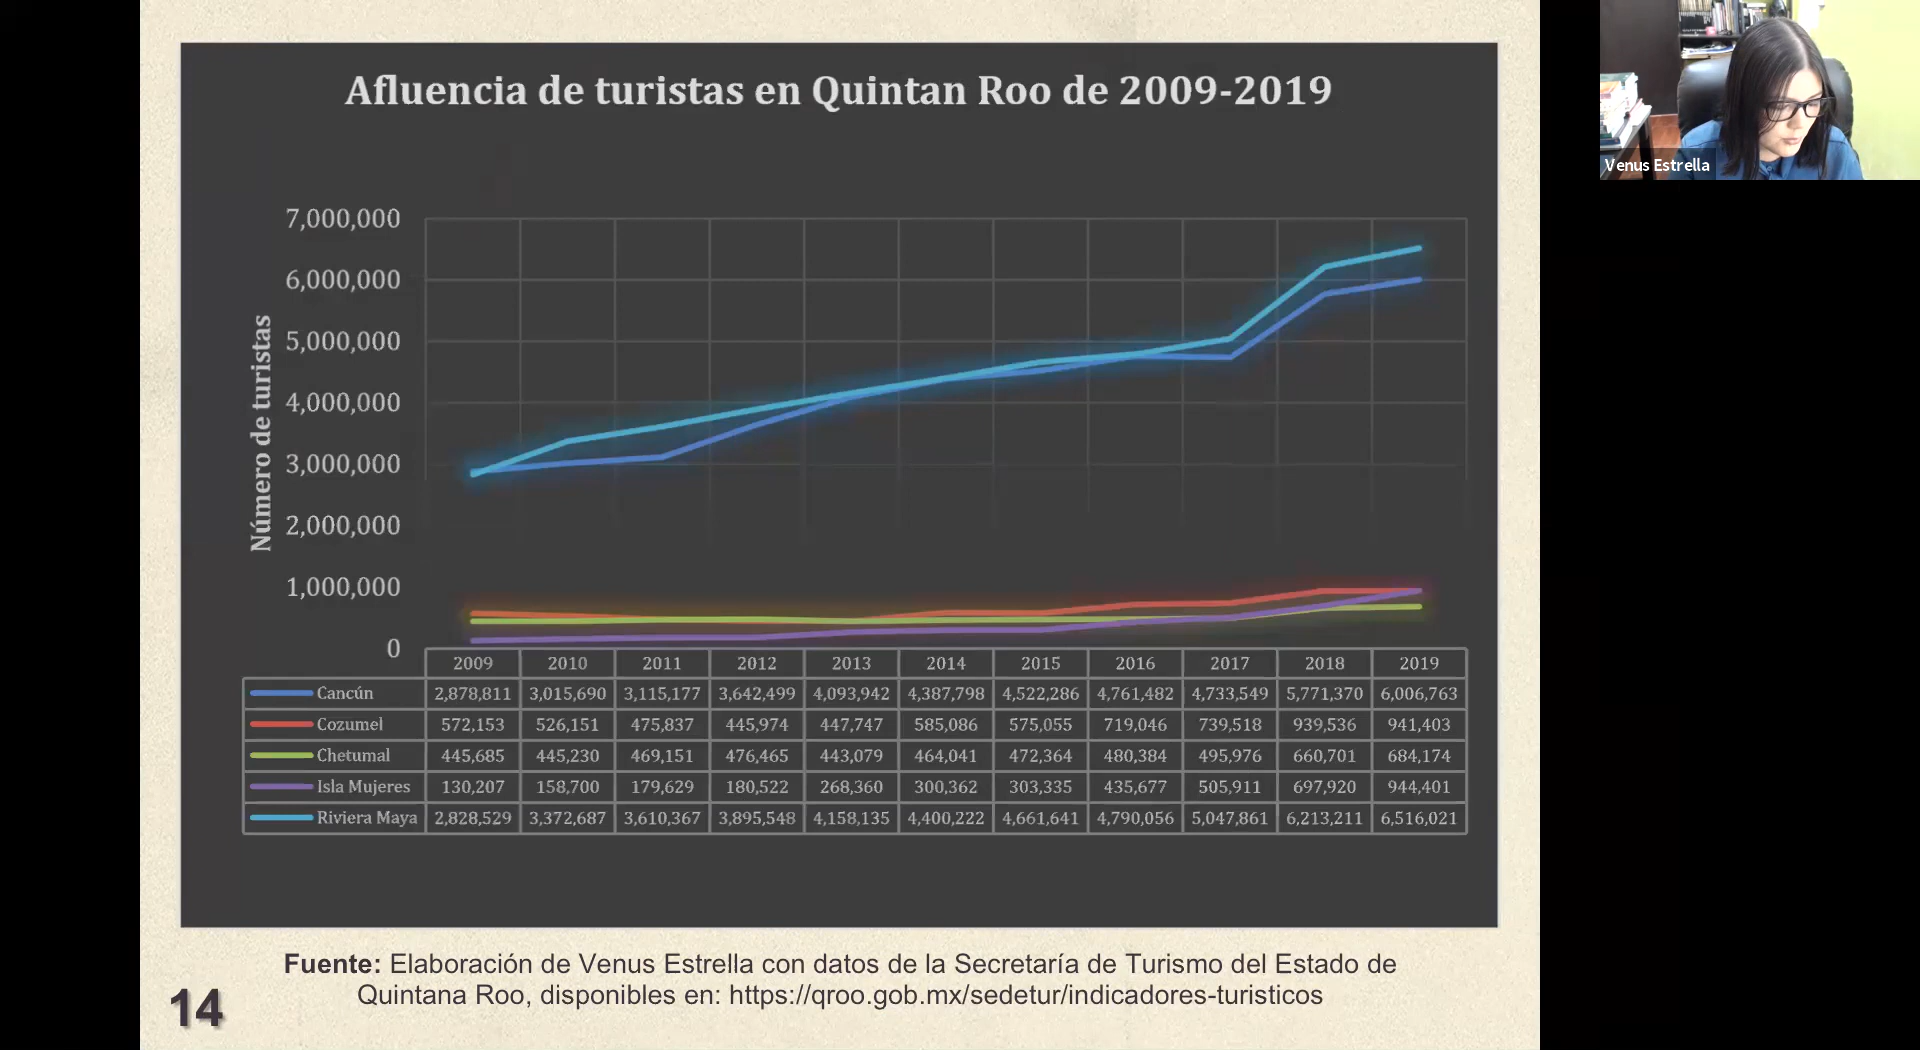 Afluencia de turistas en Quintan Roo de 2009-2019
Venus Estrella
Número de turistas
7,000,000
6,000,000
5,000,000
4,000,000
3,000,000
2,000,000
1,000,000
0
2009 2010 2011 2012 2013 2014 2015 2016 2017 2018 2019
Cancún 2,878,811 3,015,690 3,115,177 3,642,499 4,093,942 4,387,798 4,522,286 4,761,482 4,733,549 5,771,370 6,006,763
Cozumel 572,153 526,151 475,837 445,974 447,747 585,086 575,055 719,046 739,518 939,536 941,403
Chetumal 445,685 445,230 469,151 476,465 443,079 464,041 472,364 480,384 495,976 660,701 684,174
Isla Mujeres 130,207 158,700 179,629 180,522 268,360 300,362 303,335 435,677 505,911 697,920 944,401
Riviera Maya 2,828,529 3,372,687 3,610,367 3,895,548 4,158,135 4,400,222 4,661,641 4,790,056 5,047,861 6,213,211 6,516,021
Fuente: Elaboración de Venus Estrella con datos de la Secretaría de Turismo del Estado de
Quintana Roo, disponibles en: https://qroo.gob.mx/sedetur/indicadores-turisticos
14